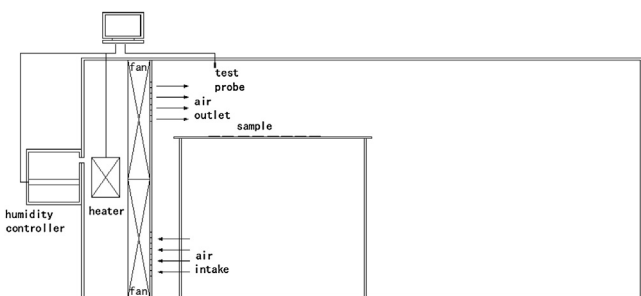 fan
test
probe
air
outlet
sample
heater
humidity
controller
air
intake
fan